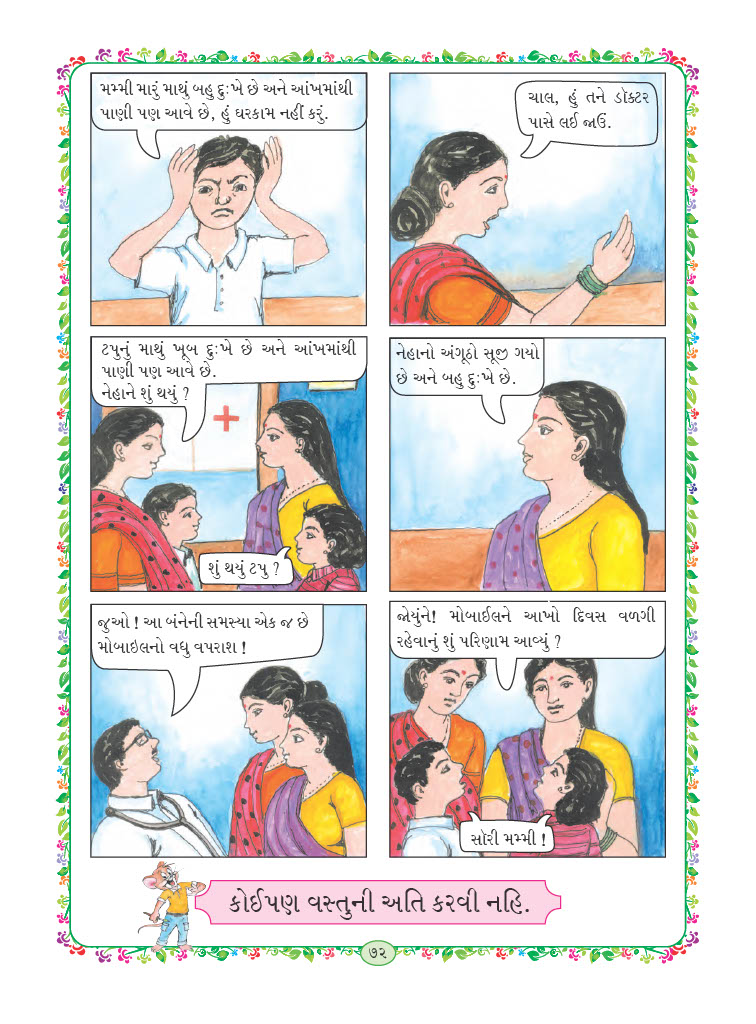 મમ્મી મારું માથું બહુ દુઃખે છે અને આંખમાંથી
પાણી પણ આવે છે, હું ઘરકામ નહીં કરું.
ચાલ, હું તને ડૉક્ટર
પાસે લઈ જાઉં.
ટપુનું માથું ખૂબ દુઃખે છે અને આંખમાંથી
પાણી પણ આવે છે.
નેહાને શું થયું ?
શું થયું ટપુ ?
નેહાનો અંગૂઠો સૂજી ગયો
છે અને બહુ દુઃખે છે.
જુઓ ! આ બંનેની સમસ્યા એક જ છે
મોબાઇલનો વધુ વપરાશ !
જોયુંને! મોબાઈલને આખો દિવસ વળગી
રહેવાનું શું પરિણામ આવ્યું ?
સૉરી મમ્મી !
કોઈપણ વસ્તુની અતિ કરવી નહિ.
૭૨